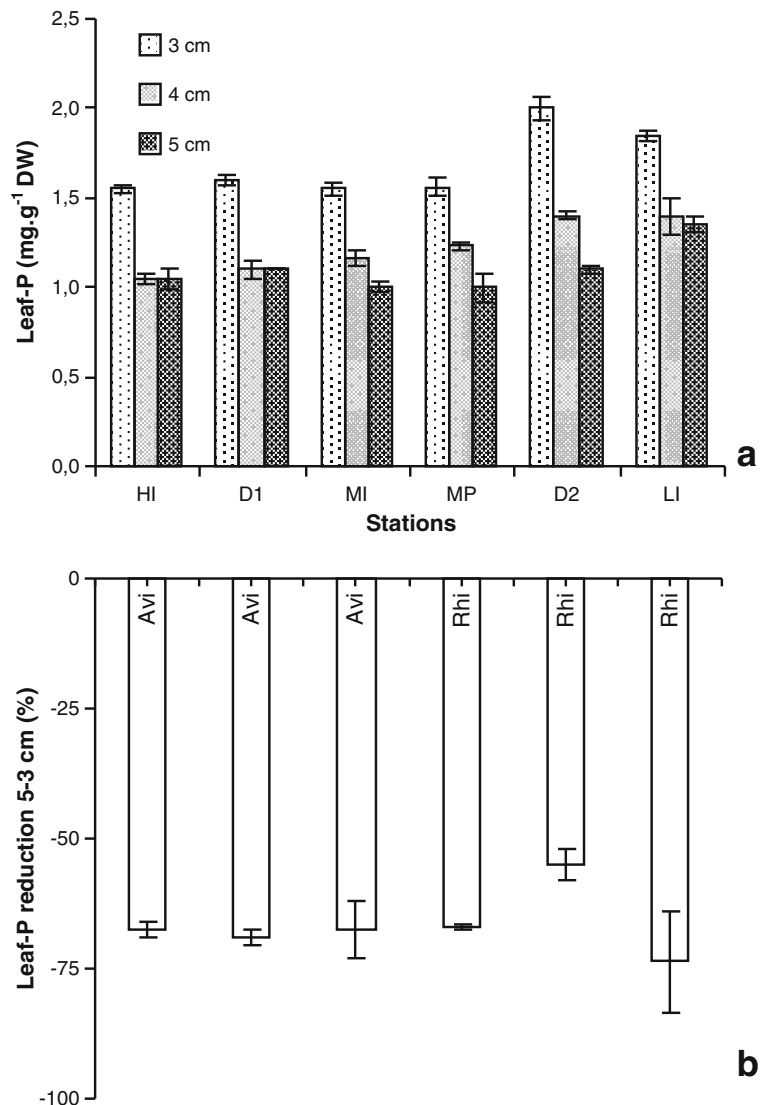 2,5
2,0
1,5
1,0
0,5
0,0
Leaf-P (mg.g-1 DW)
3 cm
4 cm
5 cm
HI D1 MI MP D2 LI
Stations
a
0
-25
-50
-75
-100
Leaf-P reduction 5-3 cm (%)
Avi Avi Avi Rhi Rhi Rhi
b